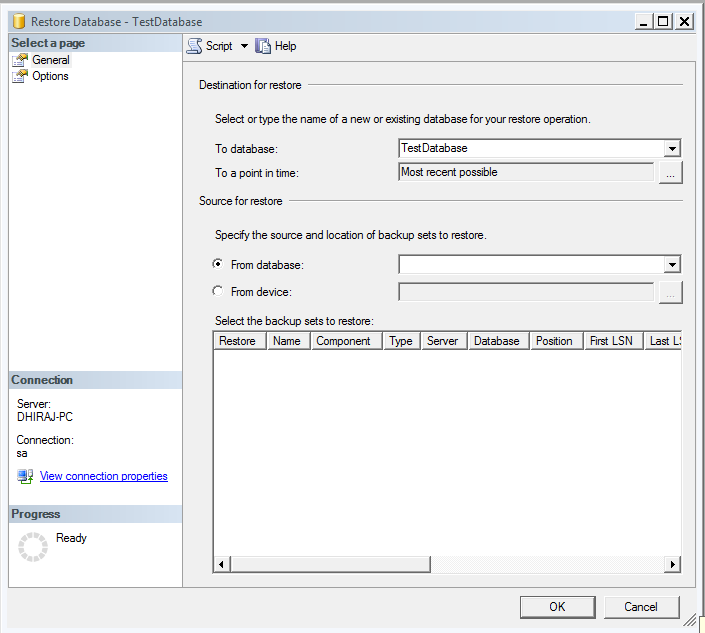 Restore Database - TestDatabase
Select a page
General
Options
Script Help
Destination for restore
Select or type the name of a new or existing database for your restore operation.
To database: TestDatabase
To a point in time: Most recent possible ...
Source for restore
Specify the source and location of backup sets to restore.
From database:
From device: ...
Select the backup sets to restore:
Restore Name Component Type Server Database Position First LSN Last LS
Connection
Server:
DHIRAJ-PC
Connection:
sa
View connection properties
Progress
Ready
OK Cancel